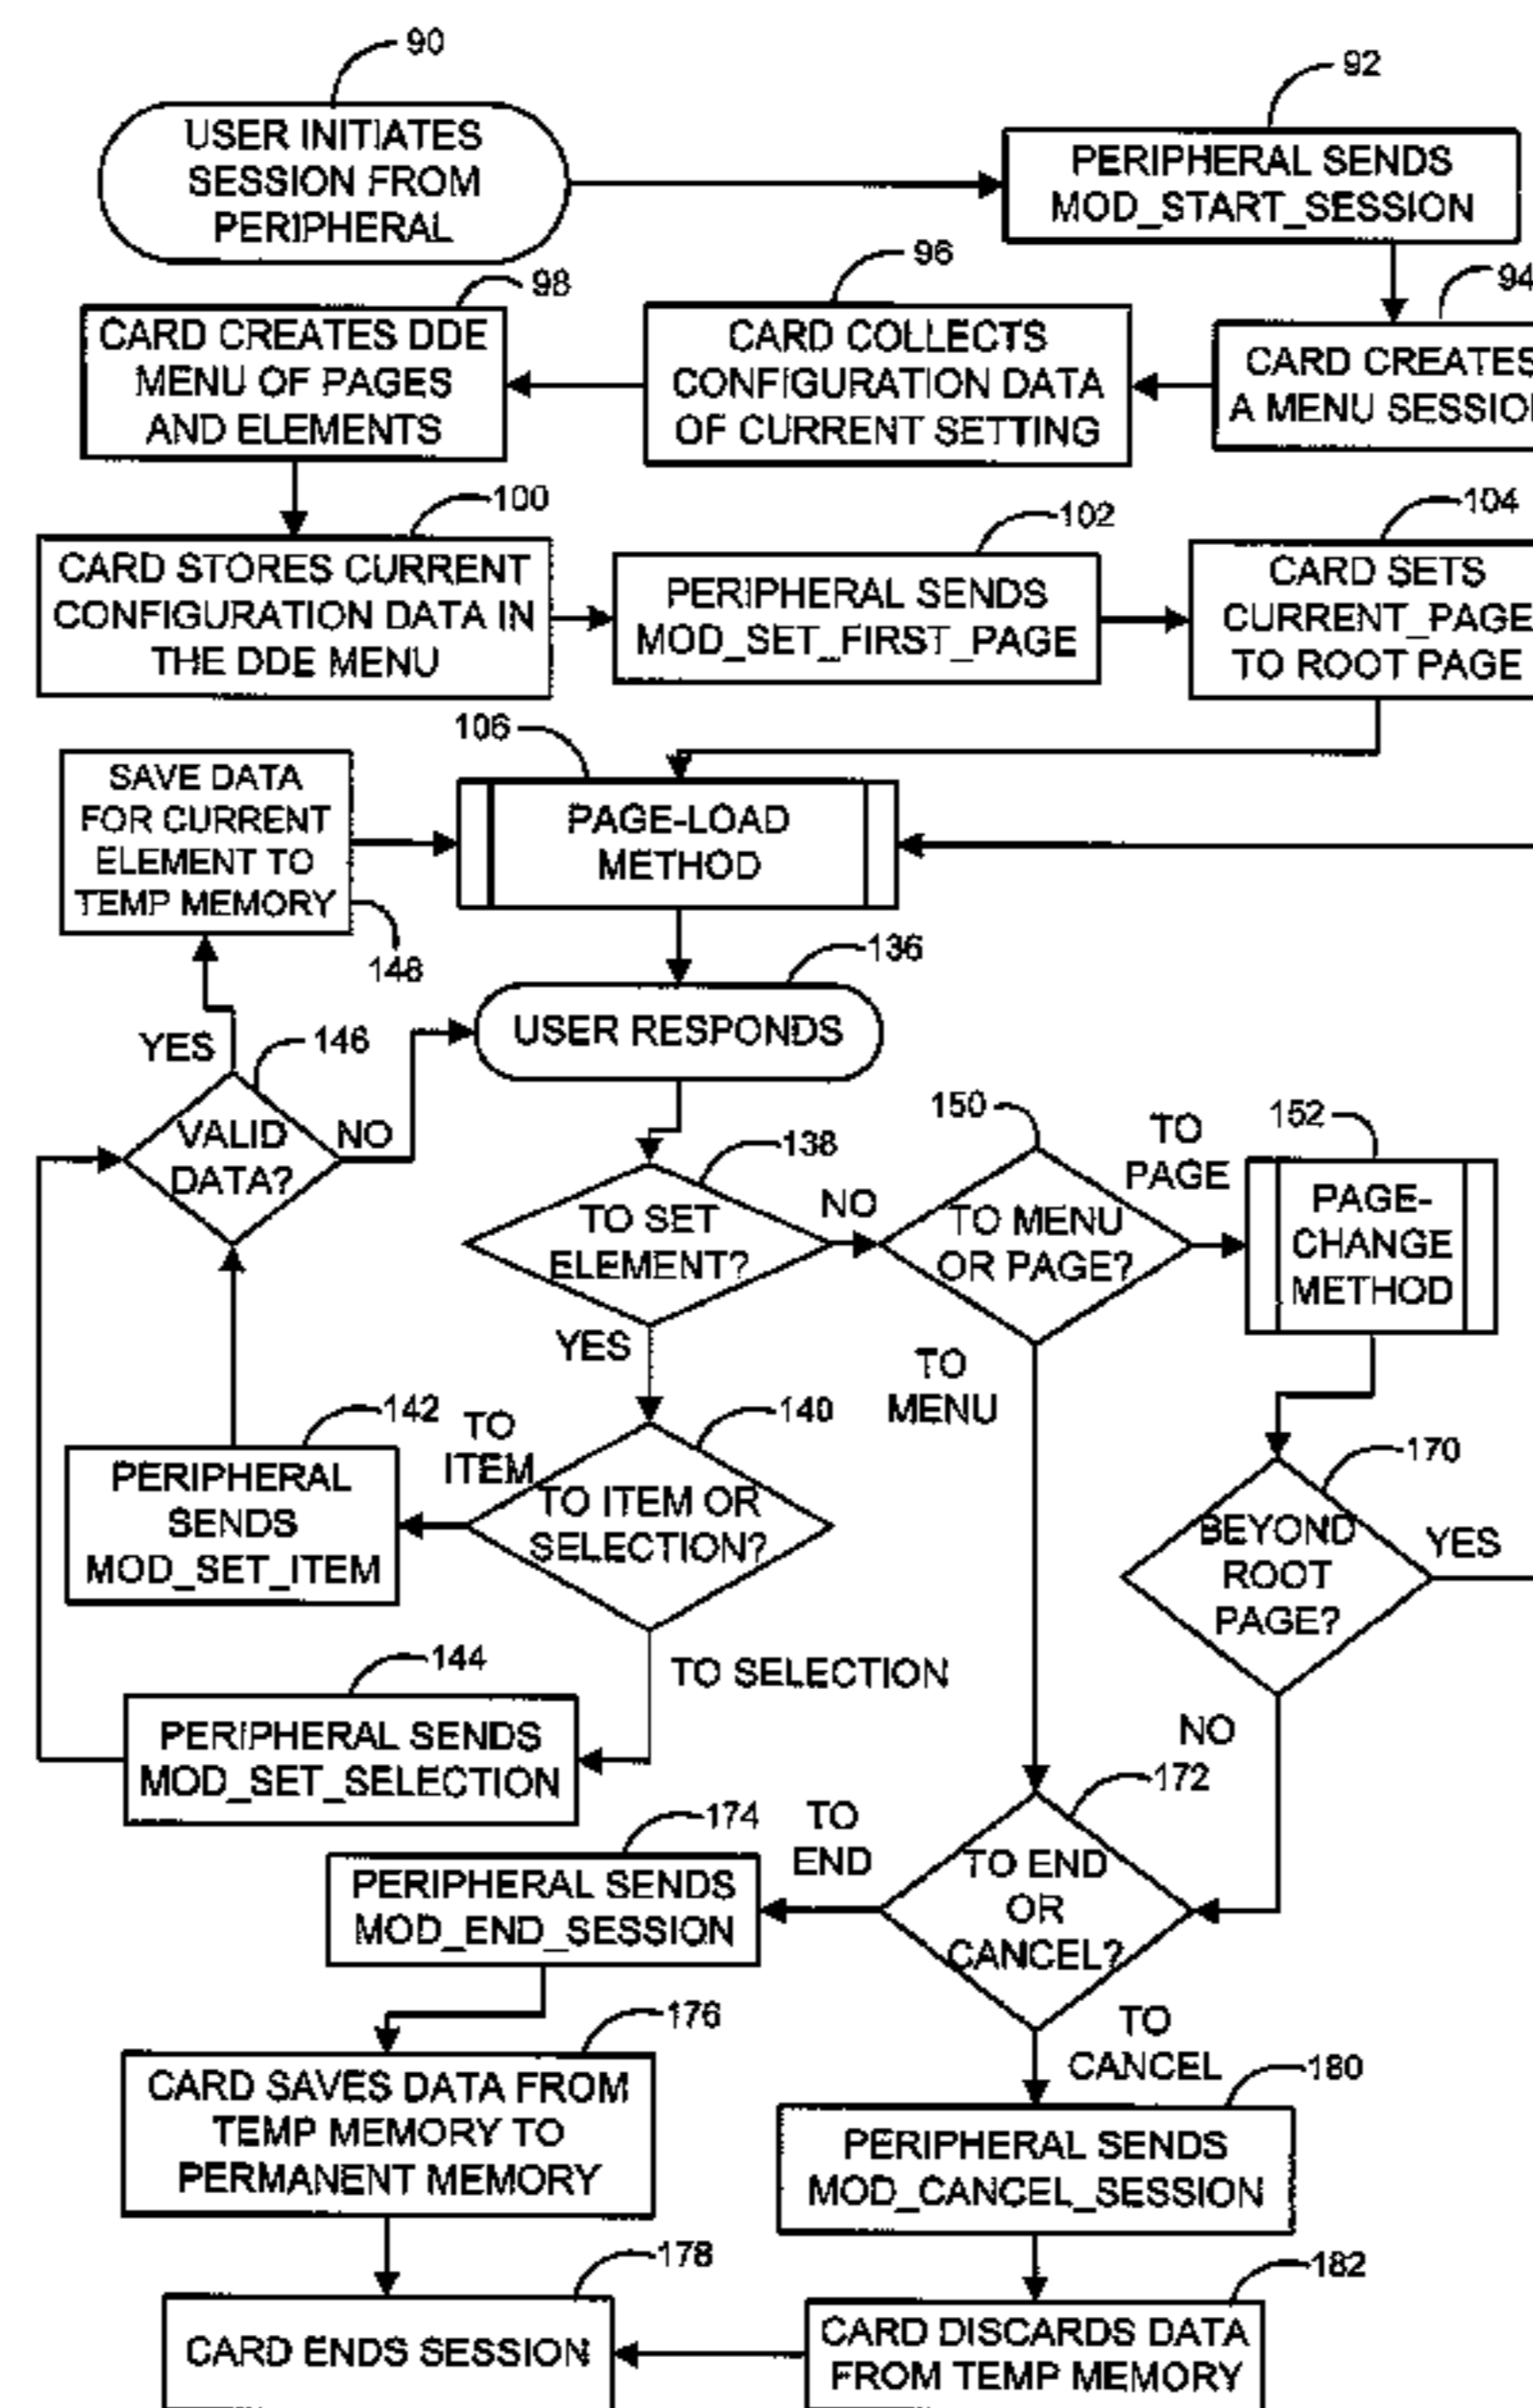 90
USER INITIATES
SESSION FROM
PERIPHERAL
92
PERIPHERAL SENDS
MOD_START_SESSION
94
CARD CREATES
A MENU SESSION
96
CARD COLLECTS
CONFIGURATION DATA
OF CURRENT SETTING
98
CARD CREATES DDE
MENU OF PAGES
AND ELEMENTS
100
CARD STORES CURRENT
CONFIGURATION DATA IN
THE DDE MENU
102
PERIPHERAL SENDS
MOD_SET_FIRST_PAGE
104
CARD SETS
CURRENT_PAGE
TO ROOT PAGE
106
PAGE-LOAD
METHOD
SAVE DATA
FOR CURRENT
ELEMENT TO
TEMP MEMORY
148
136
USER RESPONDS
YES
146
VALID
DATA?
NO
138
TO SET
ELEMENT?
NO
YES
150
TO MENU
OR PAGE?
TO
PAGE
TO
MENU
152
PAGE-
CHANGE
METHOD
140
TO ITEM OR
SELECTION?
TO
ITEM
TO SELECTION
142
PERIPHERAL
SENDS
MOD_SET_ITEM
144
PERIPHERAL SENDS
MOD_SET_SELECTION
170
BEYOND
ROOT
PAGE?
YES
NO
172
TO END
OR
CANCEL?
TO
END
TO
CANCEL
174
PERIPHERAL SENDS
MOD_END_SESSION
176
CARD SAVES DATA FROM
TEMP MEMORY TO
PERMANENT MEMORY
180
PERIPHERAL SENDS
MOD_CANCEL_SESSION
178
CARD ENDS SESSION
182
CARD DISCARDS DATA
FROM TEMP MEMORY